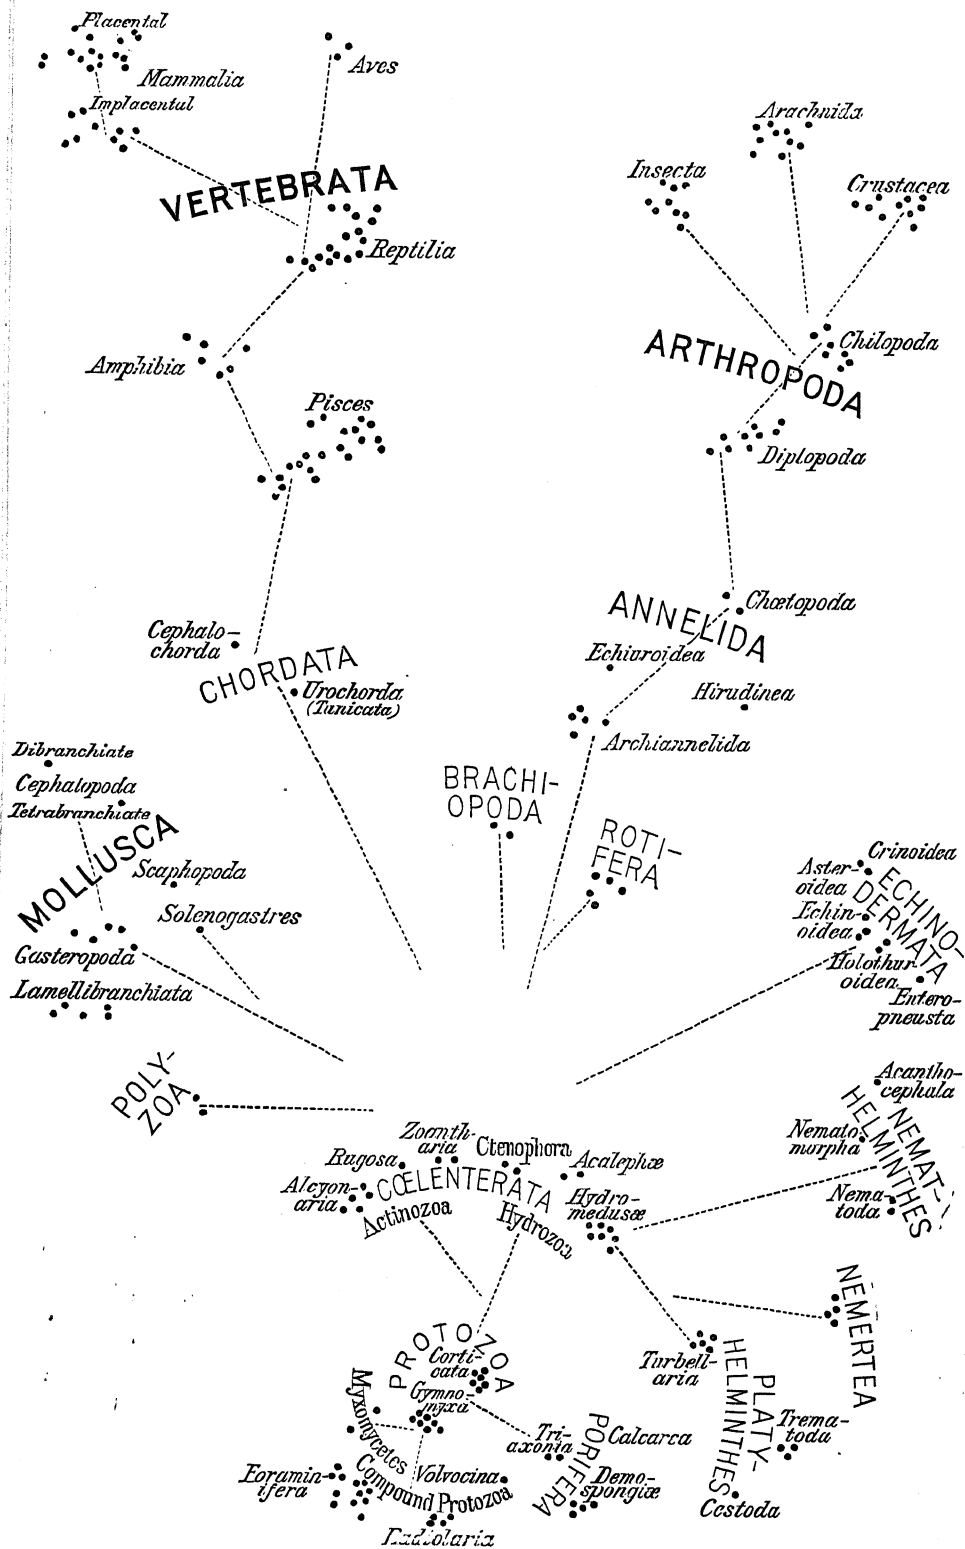 Placental
Mammalia
Implacental
Aves
VERTEBRATA
Reptilia
Amphibia
Pisces
Arachnida
Insecta
Crustacea
ARTHROPODA
Chilopoda
Diplopoda
ANNELIDA
Chœtopoda
Echiuroidea
Hirudinea
Archiannelida
Cephalo-
chorda
CHORDATA
Urochorda
(Tunicata)
Dibranchiate
Cephalopoda
Tetrabranchiate
MOLLUSCA
Scaphopoda
Solenogastres
Gasteropoda
Lamellibranchiata
BRACHI-
OPODA
ROTI-
FERA
Crinoidea
Aster-
oidea
ECHINO-
DERMATA
Echin-
oidea
Holothur-
oidea
Entero-
pneusta
POLY-
ZOA
Acantho-
cephala
NEMAT-
HELMINTHES
Nemato-
morpha
Nema-
toda
Zoanth-
aria
Ctenophora
Rugosa
Acalephæ
Alcyon-
aria
CŒLENTERATA
Hydro-
medusæ
Actinozoa
Hydrozoa
NEMERTEA
PROTOZOA
Corti-
cata
Gymno-
myxa
Myxomycetes
Turbell-
aria
PLATY-
HELMINTHES
Trema-
toda
Cestoda
Tri-
axonia
PORIFERA
Calcarea
Demo-
spongiæ
Foramin-
ifera
Volvocina
Compound Protozoa
Radiolaria